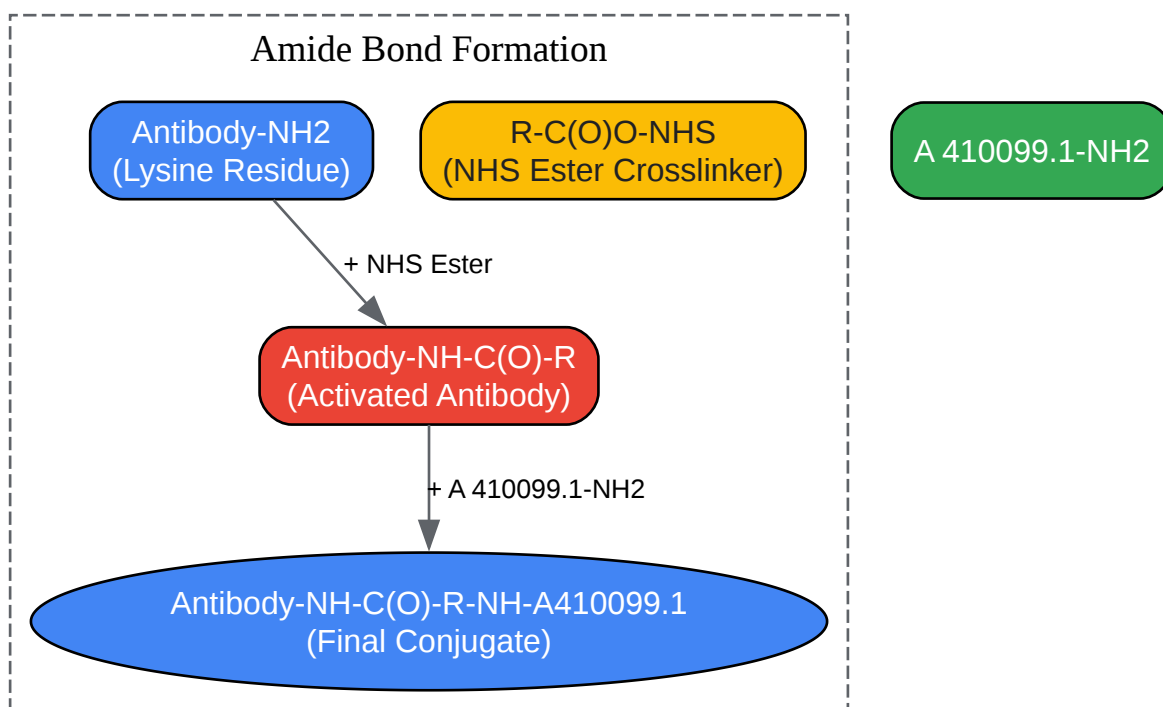 Amide Bond Formation
Antibody-NH2
(Lysine Residue)
R-C(O)O-NHS
(NHS Ester Crosslinker)
A 410099.1-NH2
+ NHS Ester
Antibody-NH-C(O)-R
(Activated Antibody)
+ A 410099.1-NH2
Antibody-NH-C(O)-R-NH-A410099.1
(Final Conjugate)